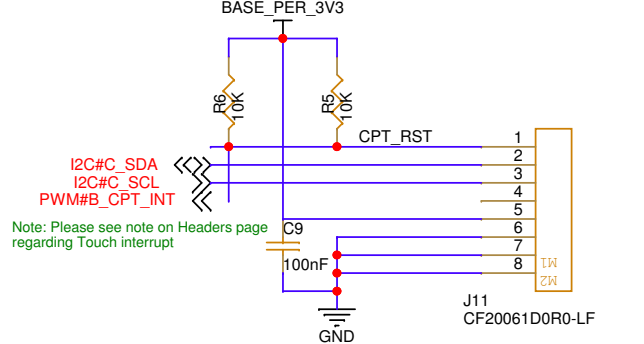 BASE_PER_3V3
R6
10K
R5
10K
CPT_RST
1
I2C#C_SDA
2
I2C#C_SCL
3
PWM#B_CPT_INT
4
5
Note: Please see note on Headers page
regarding Touch interrupt
C9
6
7
M1
100nF
8
M2
J11
CF20061D0R0-LF
GND